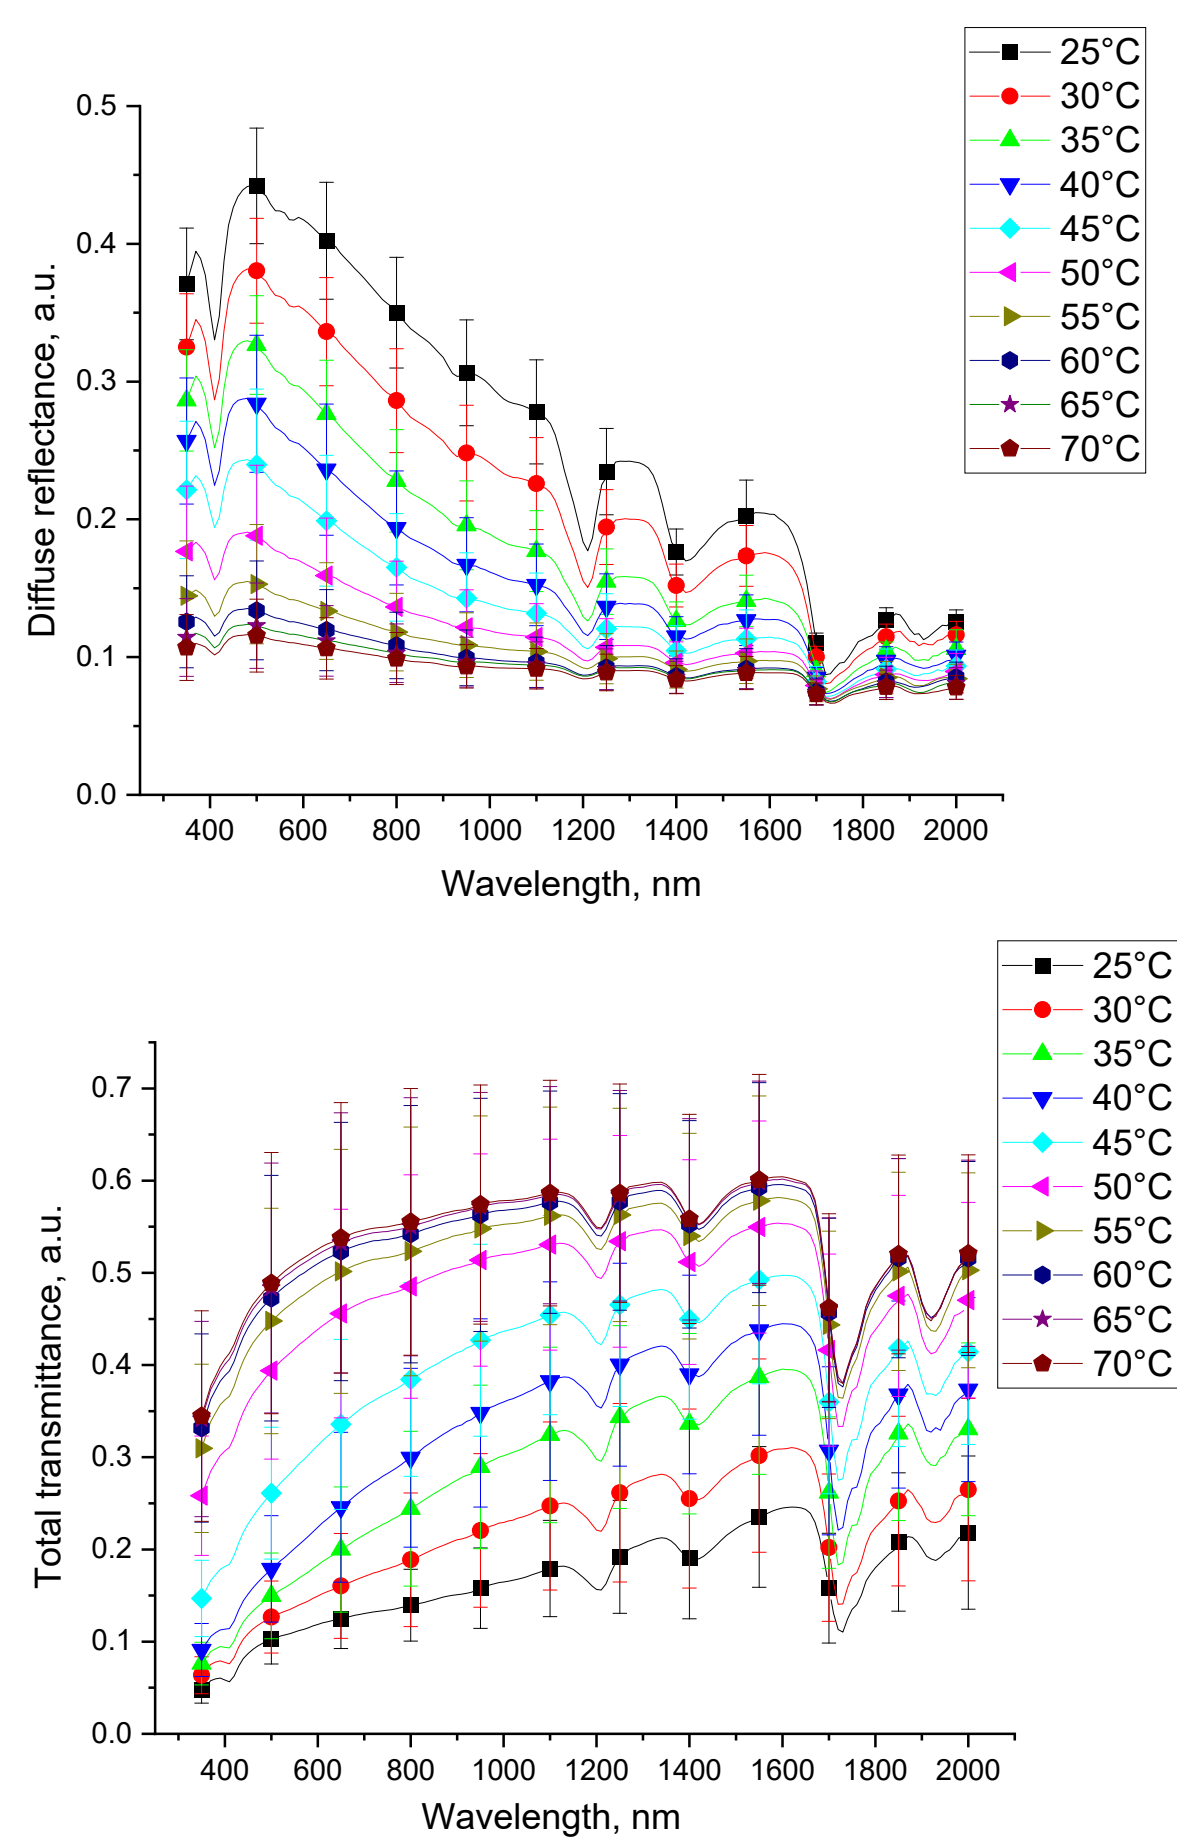 25°C
30°C
35°C
40°C
45°C
50°C
55°C
60°C
65°C
70°C
0.5
0.4
0.3
0.2
0.1
0.0
Diffuse reflectance, a.u.
400 600 800 1000 1200 1400 1600 1800 2000
Wavelength, nm
25°C
30°C
35°C
40°C
45°C
50°C
55°C
60°C
65°C
70°C
0.7
0.6
0.5
0.4
0.3
0.2
0.1
0.0
Total transmittance, a.u.
400 600 800 1000 1200 1400 1600 1800 2000
Wavelength, nm